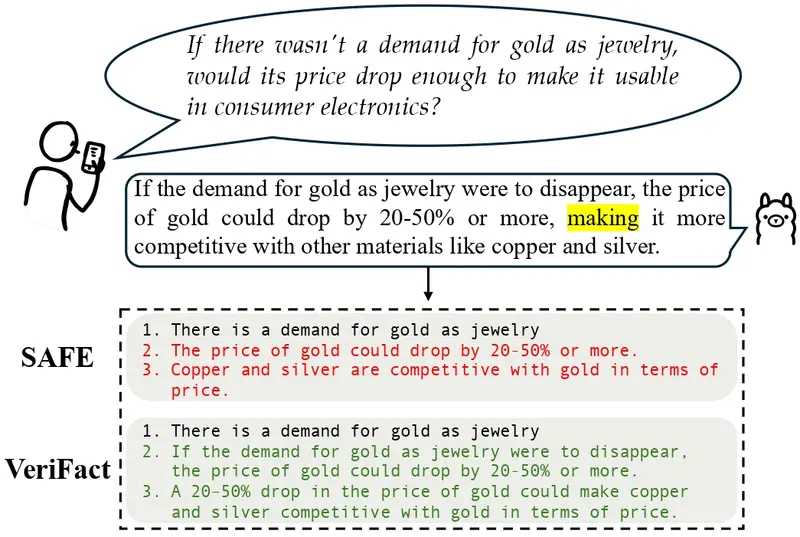 If there wasn't a demand for gold as jewelry,
would its price drop enough to make it usable
in consumer electronics?
If the demand for gold as jewelry were to disappear, the price
of gold could drop by 20-50% or more, making it more
competitive with other materials like copper and silver.
SAFE
1. There is a demand for gold as jewelry
2. The price of gold could drop by 20-50% or more.
3. Copper and silver are competitive with gold in terms of
price.
VeriFact
1. There is a demand for gold as jewelry
2. If the demand for gold as jewelry were to disappear,
the price of gold could drop by 20-50% or more.
3. A 20–50% drop in the price of gold could make copper
and silver competitive with gold in terms of price.